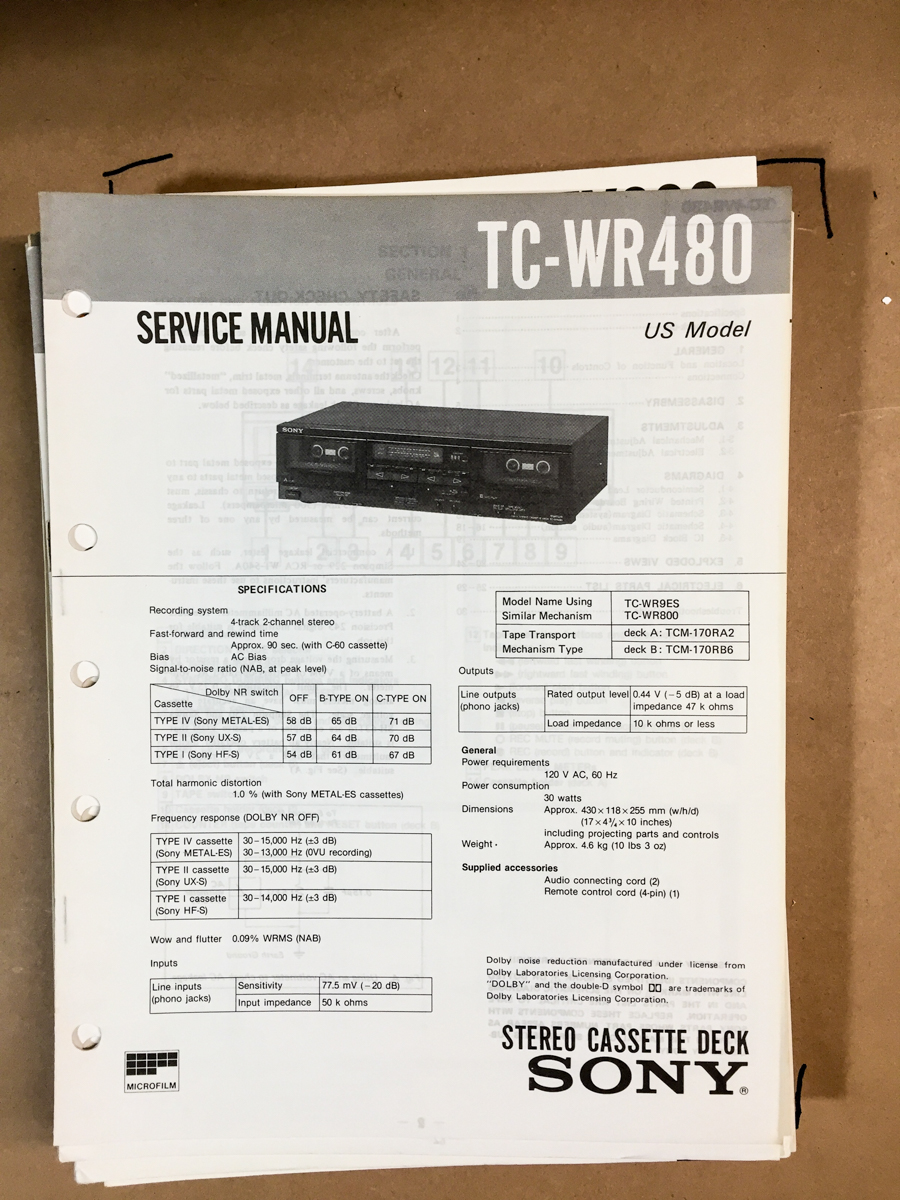 TC-WR480
SERVICE MANUAL
US Model
SONY
SPECIFICATIONS
Recording system
4-track 2-channel stereo
Fast-forward and rewind time
Approx. 90 sec. (with C-60 cassette)
Bias AC Bias
Signal-to-noise ratio (NAB, at peak level)
Dolby NR switch
Cassette
OFF B-TYPE ON C-TYPE ON
TYPE IV (Sony METAL-ES) 58 dB 65 dB 71 dB
TYPE II (Sony UX-S) 57 dB 64 dB 70 dB
TYPE I (Sony HF-S) 54 dB 61 dB 67 dB
Total harmonic distortion
1.0 % (with Sony METAL-ES cassettes)
Frequency response (DOLBY NR OFF)
TYPE IV cassette 30–15,000 Hz (±3 dB)
(Sony METAL-ES) 30–13,000 Hz (0VU recording)
TYPE II cassette 30–15,000 Hz (±3 dB)
(Sony UX-S)
TYPE I cassette 30–14,000 Hz (±3 dB)
(Sony HF-S)
Wow and flutter 0.09% WRMS (NAB)
Inputs
Line inputs Sensitivity 77.5 mV (−20 dB)
(phono jacks) Input impedance 50 k ohms
MICROFILM
Model Name Using TC-WR9ES
Similar Mechanism TC-WR800
Tape Transport deck A: TCM-170RA2
Mechanism Type deck B: TCM-170RB6
Outputs
Line outputs Rated output level 0.44 V (−5 dB) at a load
(phono jacks) impedance 47 k ohms
Load impedance 10 k ohms or less
General
Power requirements
120 V AC, 60 Hz
Power consumption
30 watts
Dimensions Approx. 430 × 118 × 255 mm (w/h/d)
(17 × 4 3/4 × 10 inches)
including projecting parts and controls
Weight · Approx. 4.6 kg (10 lbs 3 oz)
Supplied accessories
Audio connecting cord (2)
Remote control cord (4-pin) (1)
Dolby noise reduction manufactured under license from
Dolby Laboratories Licensing Corporation.
"DOLBY" and the double-D symbol are trademarks of
Dolby Laboratories Licensing Corporation.
STEREO CASSETTE DECK
SONY®